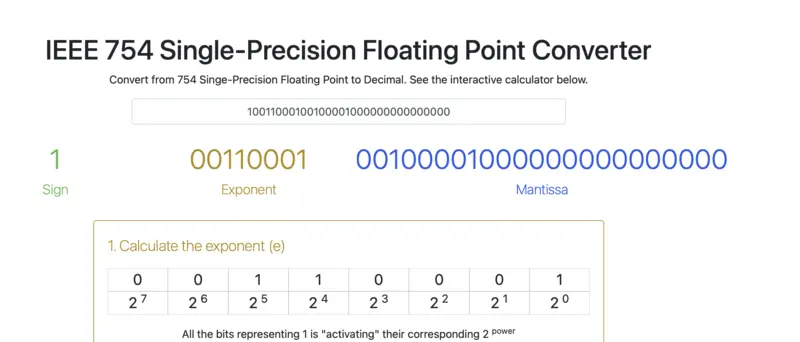 IEEE 754 Single-Precision Floating Point Converter
Convert from 754 Singe-Precision Floating Point to Decimal. See the interactive calculator below.
10011000100100001000000000000000
1 00110001 00100001000000000000000
Sign Exponent Mantissa
1. Calculate the exponent (e)
0 0 1 1 0 0 0 1
2 7 2 6 2 5 2 4 2 3 2 2 2 1 2 0
All the bits representing 1 is "activating" their corresponding 2 power